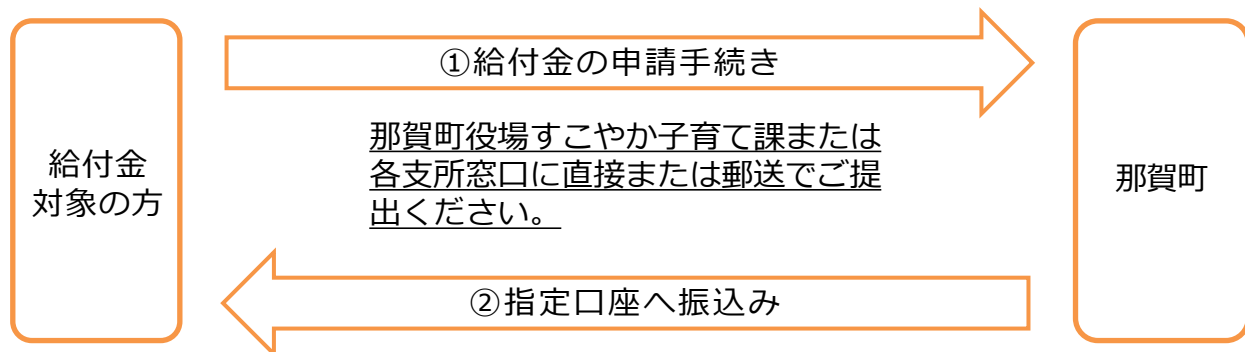 ①給付金の申請手続き
給付金
対象の方
那賀町役場すこやか子育て課または
各支所窓口に直接または郵送でご提
出ください。
那賀町
②指定口座へ振込み